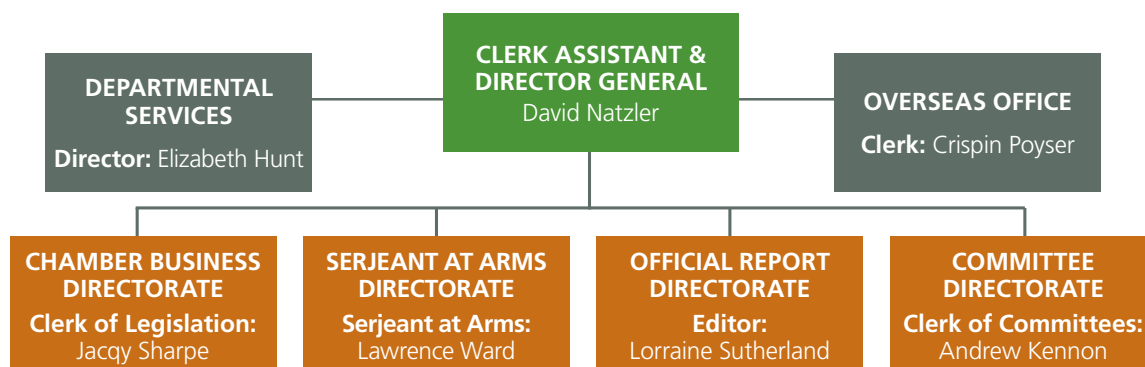 DEPARTMENTAL
SERVICES
Director: Elizabeth Hunt
CLERK ASSISTANT &
DIRECTOR GENERAL
David Natzler
OVERSEAS OFFICE
Clerk: Crispin Poyser
CHAMBER BUSINESS
DIRECTORATE
Clerk of Legislation:
Jacqy Sharpe
SERJEANT AT ARMS
DIRECTORATE
Serjeant at Arms:
Lawrence Ward
OFFICIAL REPORT
DIRECTORATE
Editor:
Lorraine Sutherland
COMMITTEE
DIRECTORATE
Clerk of Committees:
Andrew Kennon